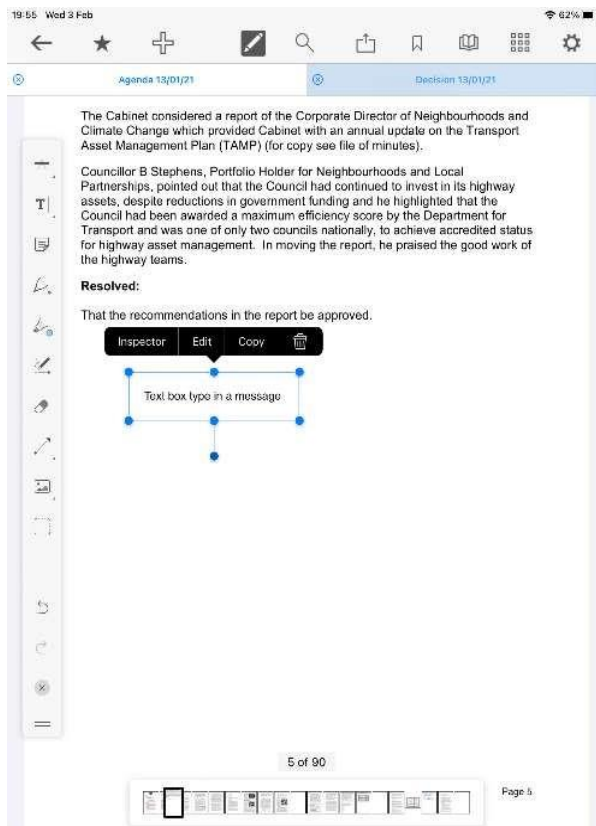 19:55 Wed 3 Feb
62%
Agenda 13/01/21
Decision 13/01/21
The Cabinet considered a report of the Corporate Director of Neighbourhoods and
Climate Change which provided Cabinet with an annual update on the Transport
Asset Management Plan (TAMP) (for copy see file of minutes).
Councillor B Stephens, Portfolio Holder for Neighbourhoods and Local
Partnerships, pointed out that the Council had continued to invest in its highway
assets, despite reductions in government funding and he highlighted that the
Council had been awarded a maximum efficiency score by the Department for
Transport and was one of only two councils nationally, to achieve accredited status
for highway asset management. In moving the report, he praised the good work of
the highway teams.
Resolved:
That the recommendations in the report be approved.
Inspector Edit Copy
Text box type in a message
T
5 of 90
Page 5